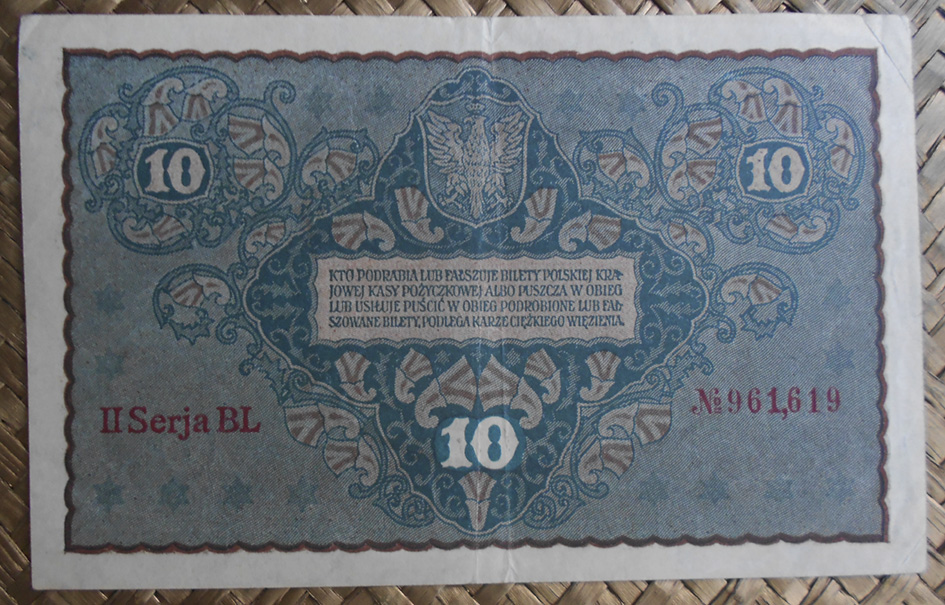 10
10
KTO PODRABIA LUB FAŁSZUJE BILETY POLSKIEJ KRA-
JOWEJ KASY POŻYCZKOWEJ ALBO PUSZCZA W OBIEG
LUB USIŁUJE PUŚCIĆ W OBIEG PODROBIONE LUB FAŁ-
SZOWANE BILETY, PODLEGA KARZE CIĘŻKIEGO WIĘZIENIA.
II Serja BL
№ 961,619
10